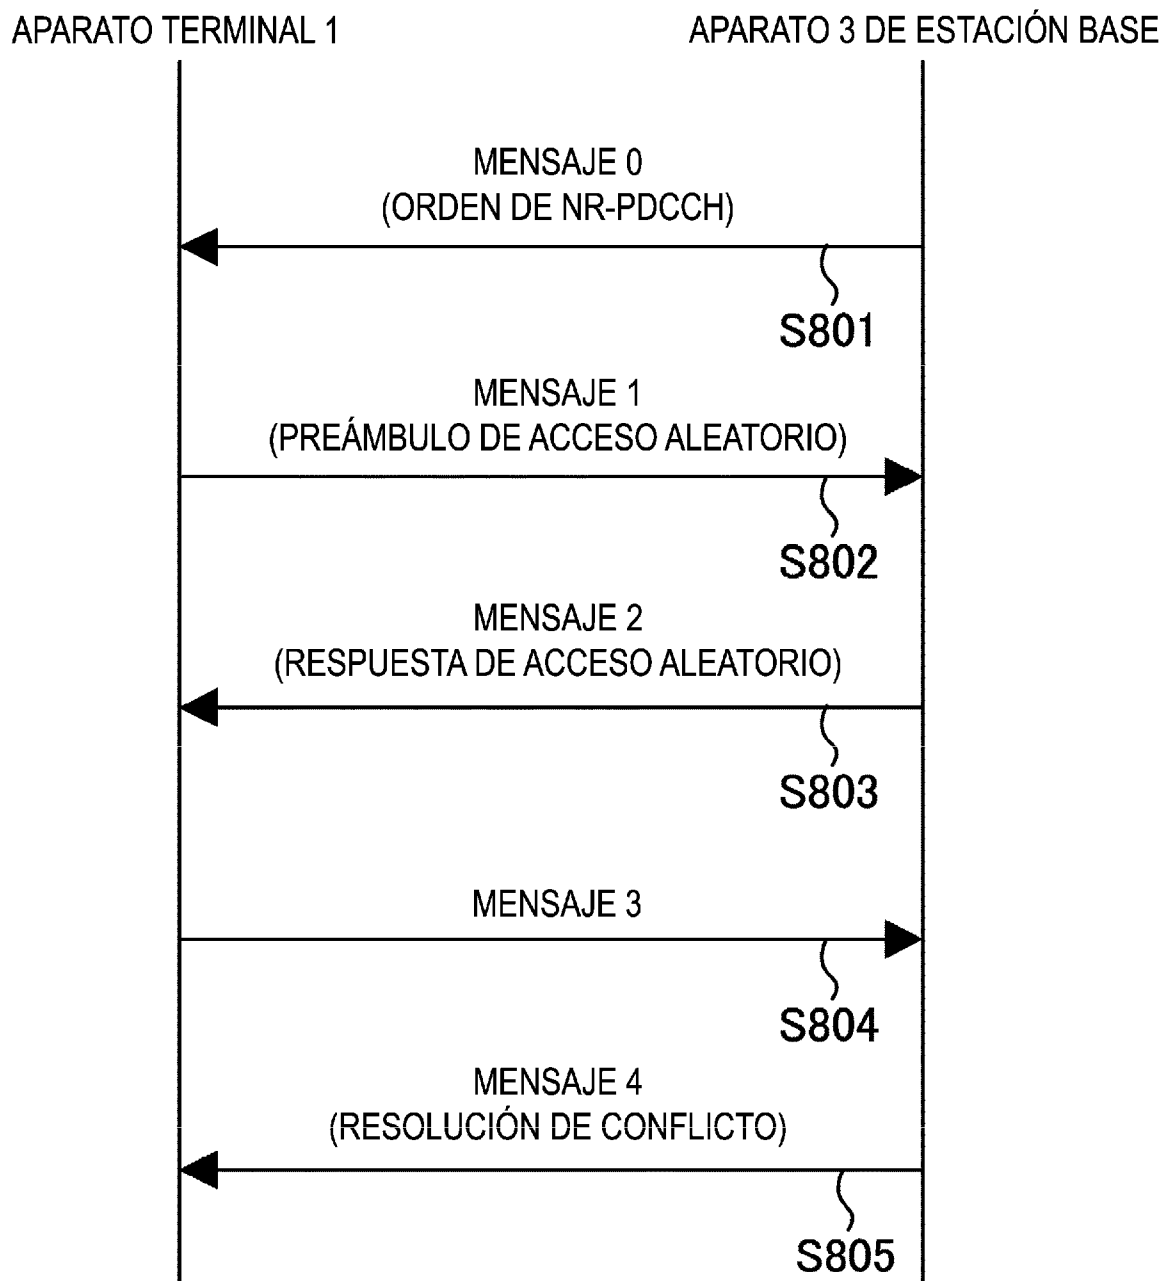 APARATO TERMINAL 1
APARATO 3 DE ESTACIÓN BASE
MENSAJE 0
(ORDEN DE NR-PDCCH)
S801
MENSAJE 1
(PREÁMBULO DE ACCESO ALEATORIO)
S802
MENSAJE 2
(RESPUESTA DE ACCESO ALEATORIO)
S803
MENSAJE 3
S804
MENSAJE 4
(RESOLUCIÓN DE CONFLICTO)
S805